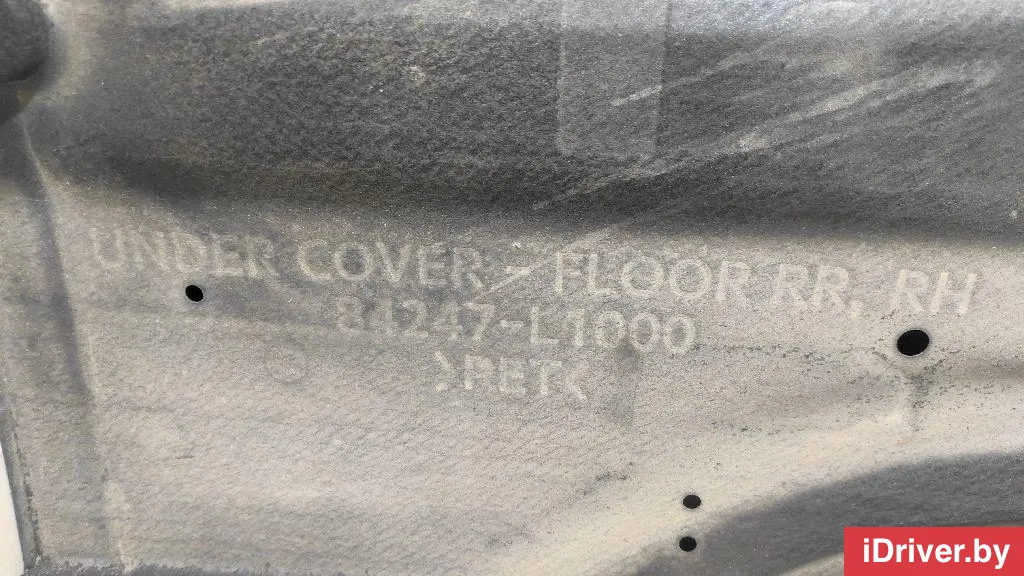 UNDER COVER - FLOOR RR, RH
84247-L1000
>PET<
iDriver.by